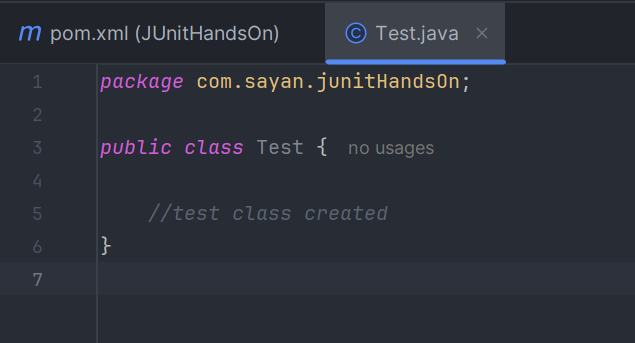 m pom.xml (JUnitHandsOn) © Test.java ×
1 package com.sayan.junitHandsOn;
2
3 public class Test { no usages
4
5 //test class created
6 }
7